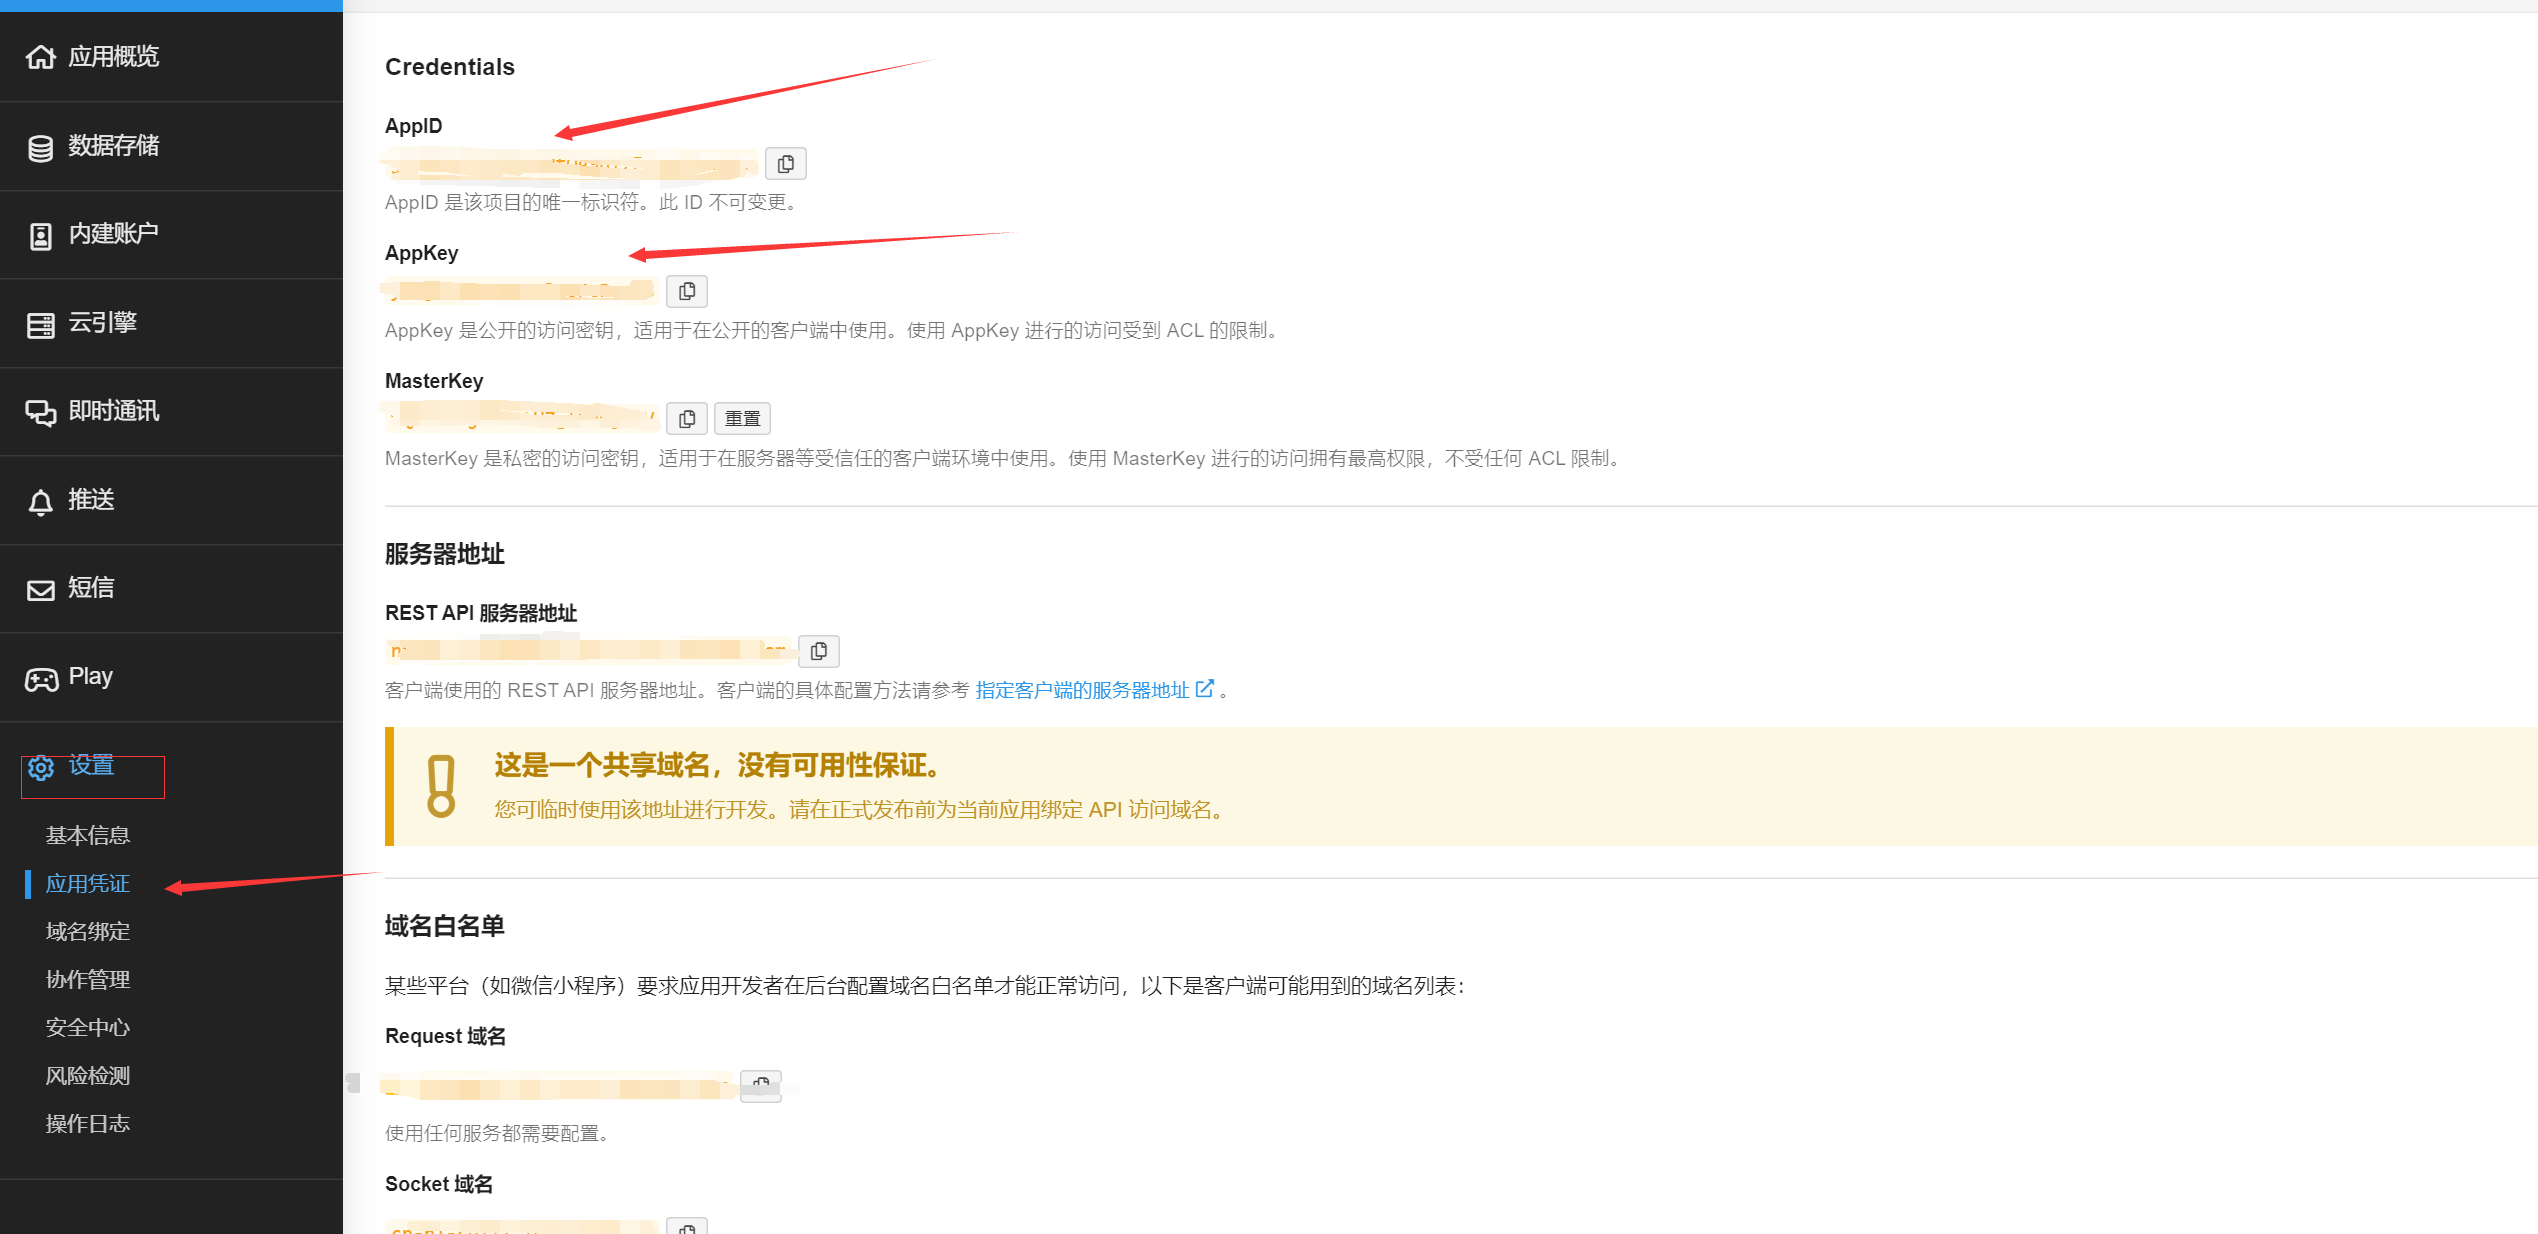 应用概览
数据存储
内建账户
云引擎
即时通讯
推送
短信
Play
设置
基本信息
应用凭证
域名绑定
协作管理
安全中心
风险检测
操作日志
Credentials
AppID
AppID 是该项目的唯一标识符。此 ID 不可变更。
AppKey
AppKey 是公开的访问密钥，适用于在公开的客户端中使用。使用 AppKey 进行的访问受到 ACL 的限制。
MasterKey
重置
MasterKey 是私密的访问密钥，适用于在服务器等受信任的客户端环境中使用。使用 MasterKey 进行的访问拥有最高权限，不受任何 ACL 限制。
服务器地址
REST API 服务器地址
客户端使用的 REST API 服务器地址。客户端的具体配置方法请参考 指定客户端的服务器地址 。
这是一个共享域名，没有可用性保证。
您可临时使用该地址进行开发。请在正式发布前为当前应用绑定 API 访问域名。
域名白名单
某些平台（如微信小程序）要求应用开发者在后台配置域名白名单才能正常访问，以下是客户端可能用到的域名列表：
Request 域名
使用任何服务都需要配置。
Socket 域名